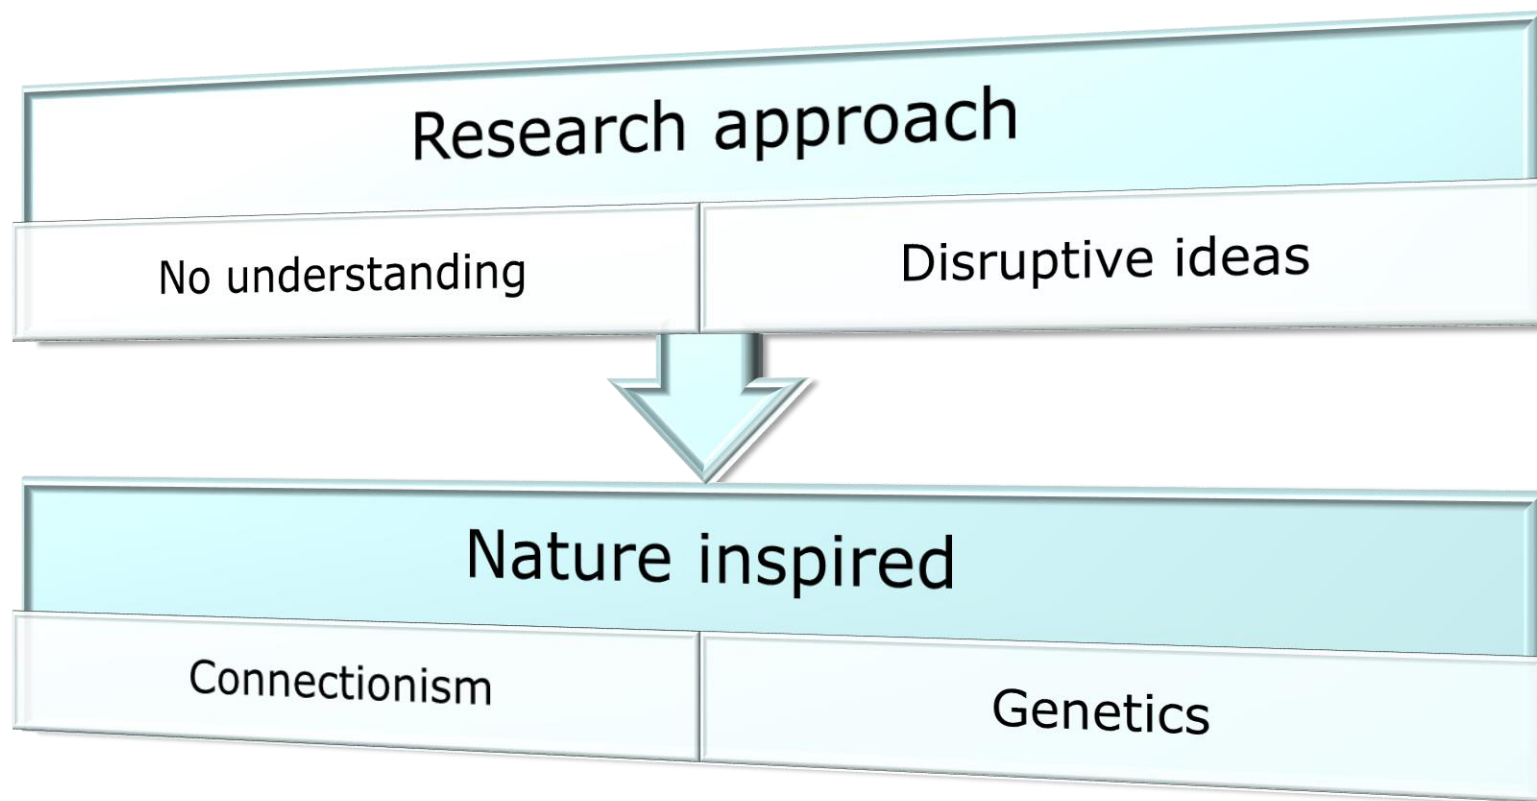 Research approach
No understanding
Disruptive ideas
Nature inspired
Connectionism
Genetics